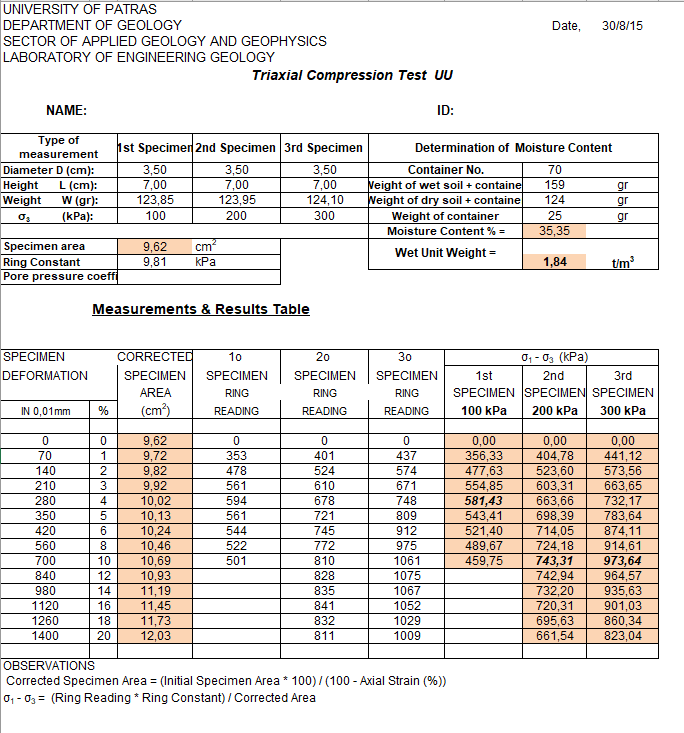 UNIVERSITY OF PATRAS
DEPARTMENT OF GEOLOGY Date, 30/8/15
SECTOR OF APPLIED GEOLOGY AND GEOPHYSICS
LABORATORY OF ENGINEERING GEOLOGY
Triaxial Compression Test UU
NAME: ID:
Type of measurement 1st Specimen 2nd Specimen 3rd Specimen Determination of Moisture Content
Diameter D (cm): 3,50 3,50 3,50 Container No. 70
Height L (cm): 7,00 7,00 7,00 Weight of wet soil + containe 159 gr
Weight W (gr): 123,85 123,95 124,10 Weight of dry soil + containe 124 gr
σ₃ (kPa): 100 200 300 Weight of container 25 gr
Moisture Content % = 35,35
Specimen area 9,62 cm² Wet Unit Weight =
Ring Constant 9,81 kPa 1,84 t/m³
Pore pressure coeffi
Measurements & Results Table
SPECIMEN CORRECTED 1o 2o 3o σ₁ - σ₃ (kPa)
DEFORMATION SPECIMEN SPECIMEN SPECIMEN SPECIMEN 1st 2nd 3rd
AREA RING RING RING SPECIMEN SPECIMEN SPECIMEN
IN 0,01mm % (cm²) READING READING READING 100 kPa 200 kPa 300 kPa
0 0 9,62 0 0 0 0,00 0,00 0,00
70 1 9,72 353 401 437 356,33 404,78 441,12
140 2 9,82 478 524 574 477,63 523,60 573,56
210 3 9,92 561 610 671 554,85 603,31 663,65
280 4 10,02 594 678 748 581,43 663,66 732,17
350 5 10,13 561 721 809 543,41 698,39 783,64
420 6 10,24 544 745 912 521,40 714,05 874,11
560 8 10,46 522 772 975 489,67 724,18 914,61
700 10 10,69 501 810 1061 459,75 743,31 973,64
840 12 10,93 828 1075 742,94 964,57
980 14 11,19 835 1067 732,20 935,63
1120 16 11,45 841 1052 720,31 901,03
1260 18 11,73 832 1029 695,63 860,34
1400 20 12,03 811 1009 661,54 823,04
OBSERVATIONS
Corrected Specimen Area = (Initial Specimen Area * 100) / (100 - Axial Strain (%))
σ₁ - σ₃ = (Ring Reading * Ring Constant) / Corrected Area